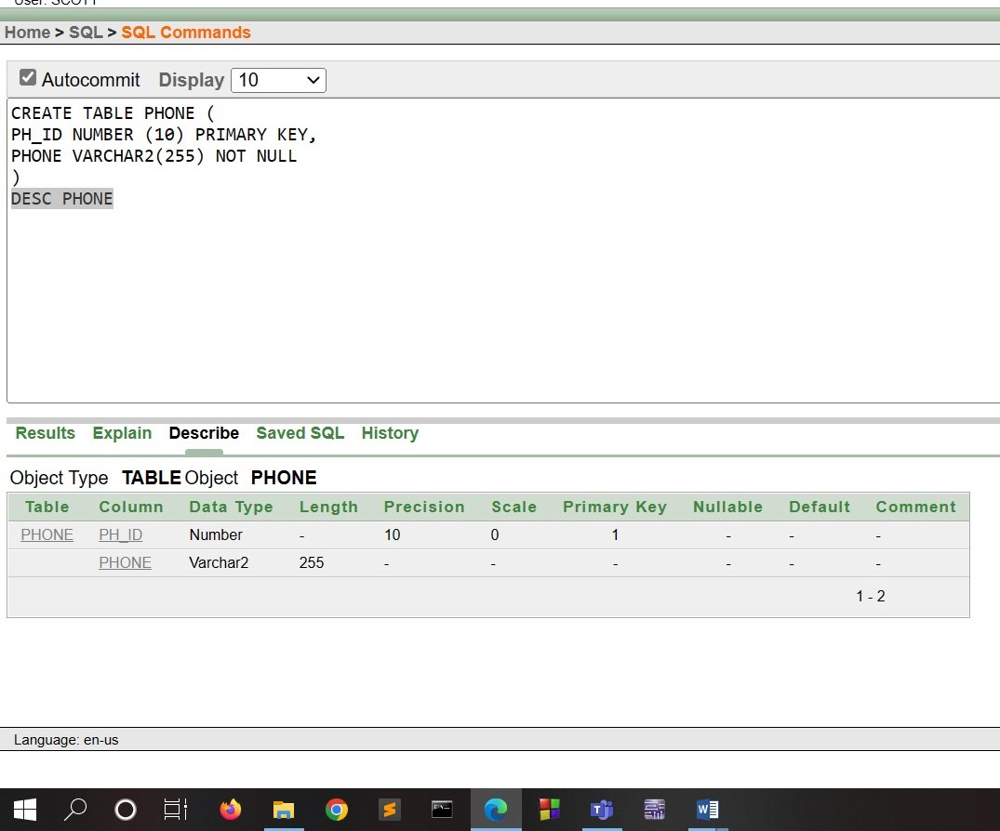 User: SCOTT
Home > SQL > SQL Commands
Autocommit Display 10
CREATE TABLE PHONE (
PH_ID NUMBER (10) PRIMARY KEY,
PHONE VARCHAR2(255) NOT NULL
)
DESC PHONE
Results Explain Describe Saved SQL History
Object Type TABLE Object PHONE
Table Column Data Type Length Precision Scale Primary Key Nullable Default Comment
PHONE PH_ID Number - 10 0 1 - - -
PHONE Varchar2 255 - - - - - -
1 - 2
Language: en-us